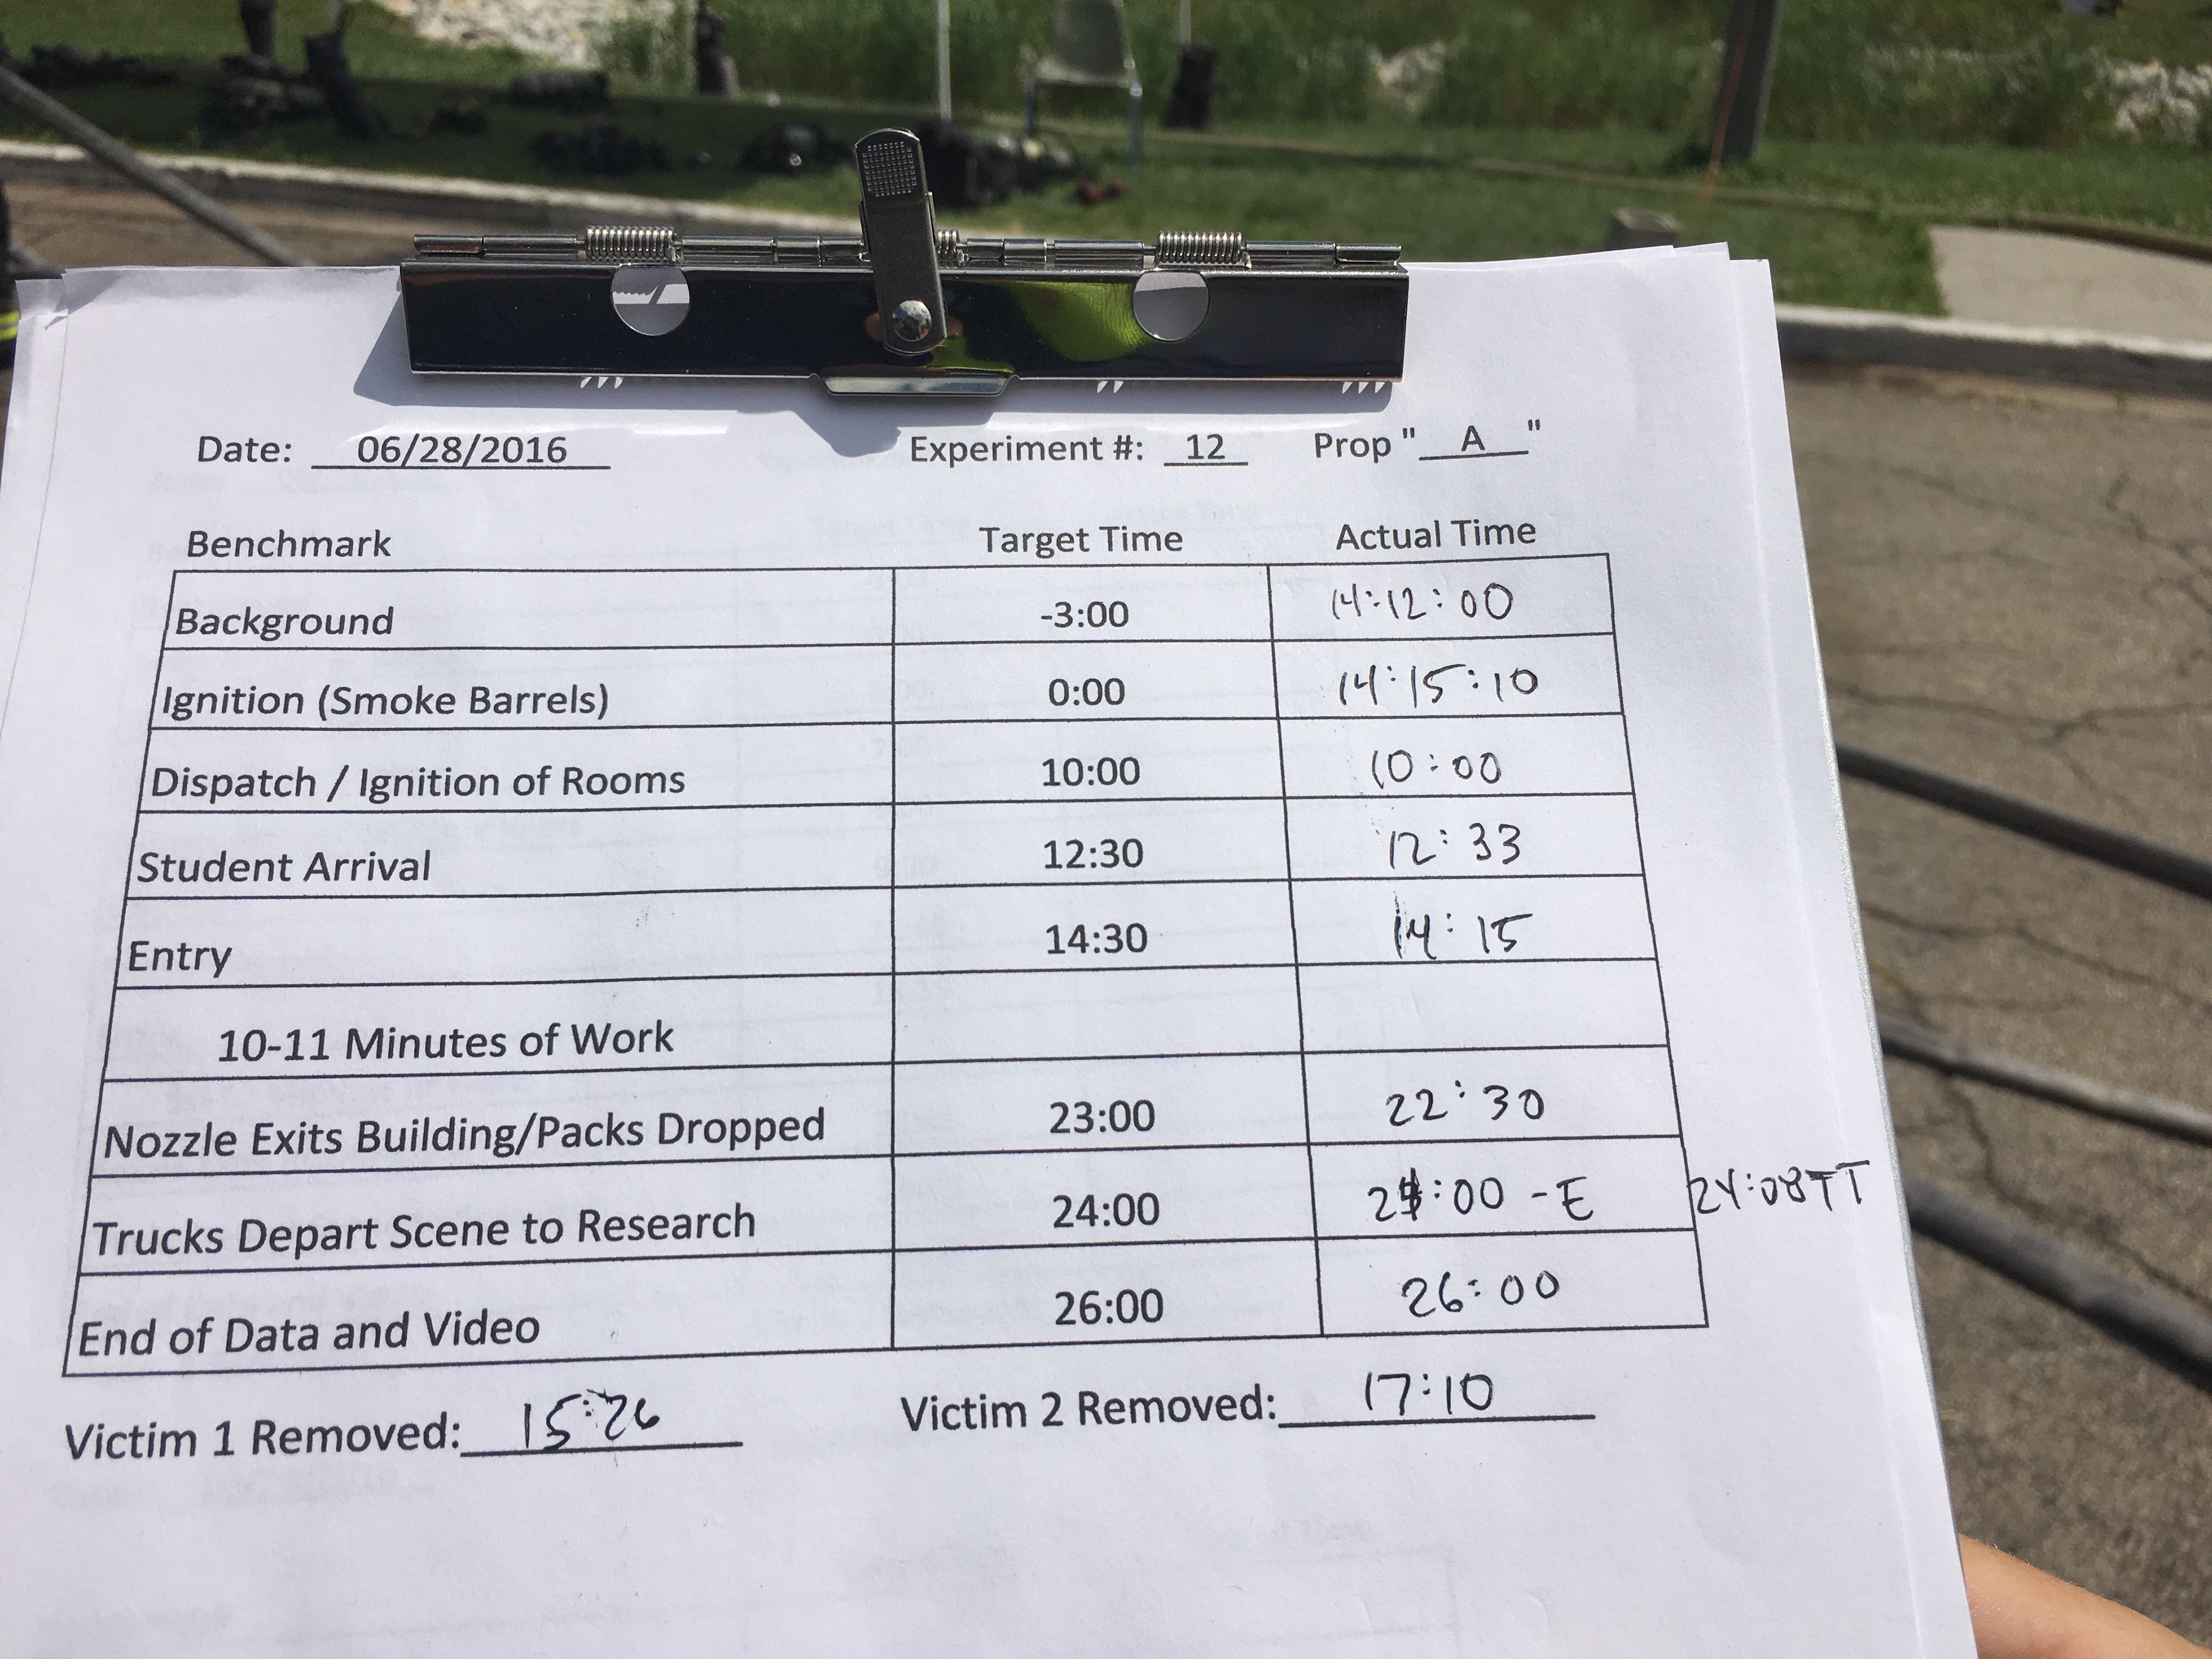 Date: 06/28/2016 Experiment #: 12 Prop " A "
Benchmark Target Time Actual Time
Background -3:00 14:12:00
Ignition (Smoke Barrels) 0:00 14:15:10
Dispatch / Ignition of Rooms 10:00 10:00
Student Arrival 12:30 12:33
Entry 14:30 14:15
10-11 Minutes of Work
Nozzle Exits Building/Packs Dropped 23:00 22:30
Trucks Depart Scene to Research 24:00 :00 - E 24:08 TT
End of Data and Video 26:00 26:00
Victim 1 Removed: 15:26 Victim 2 Removed: 17:10